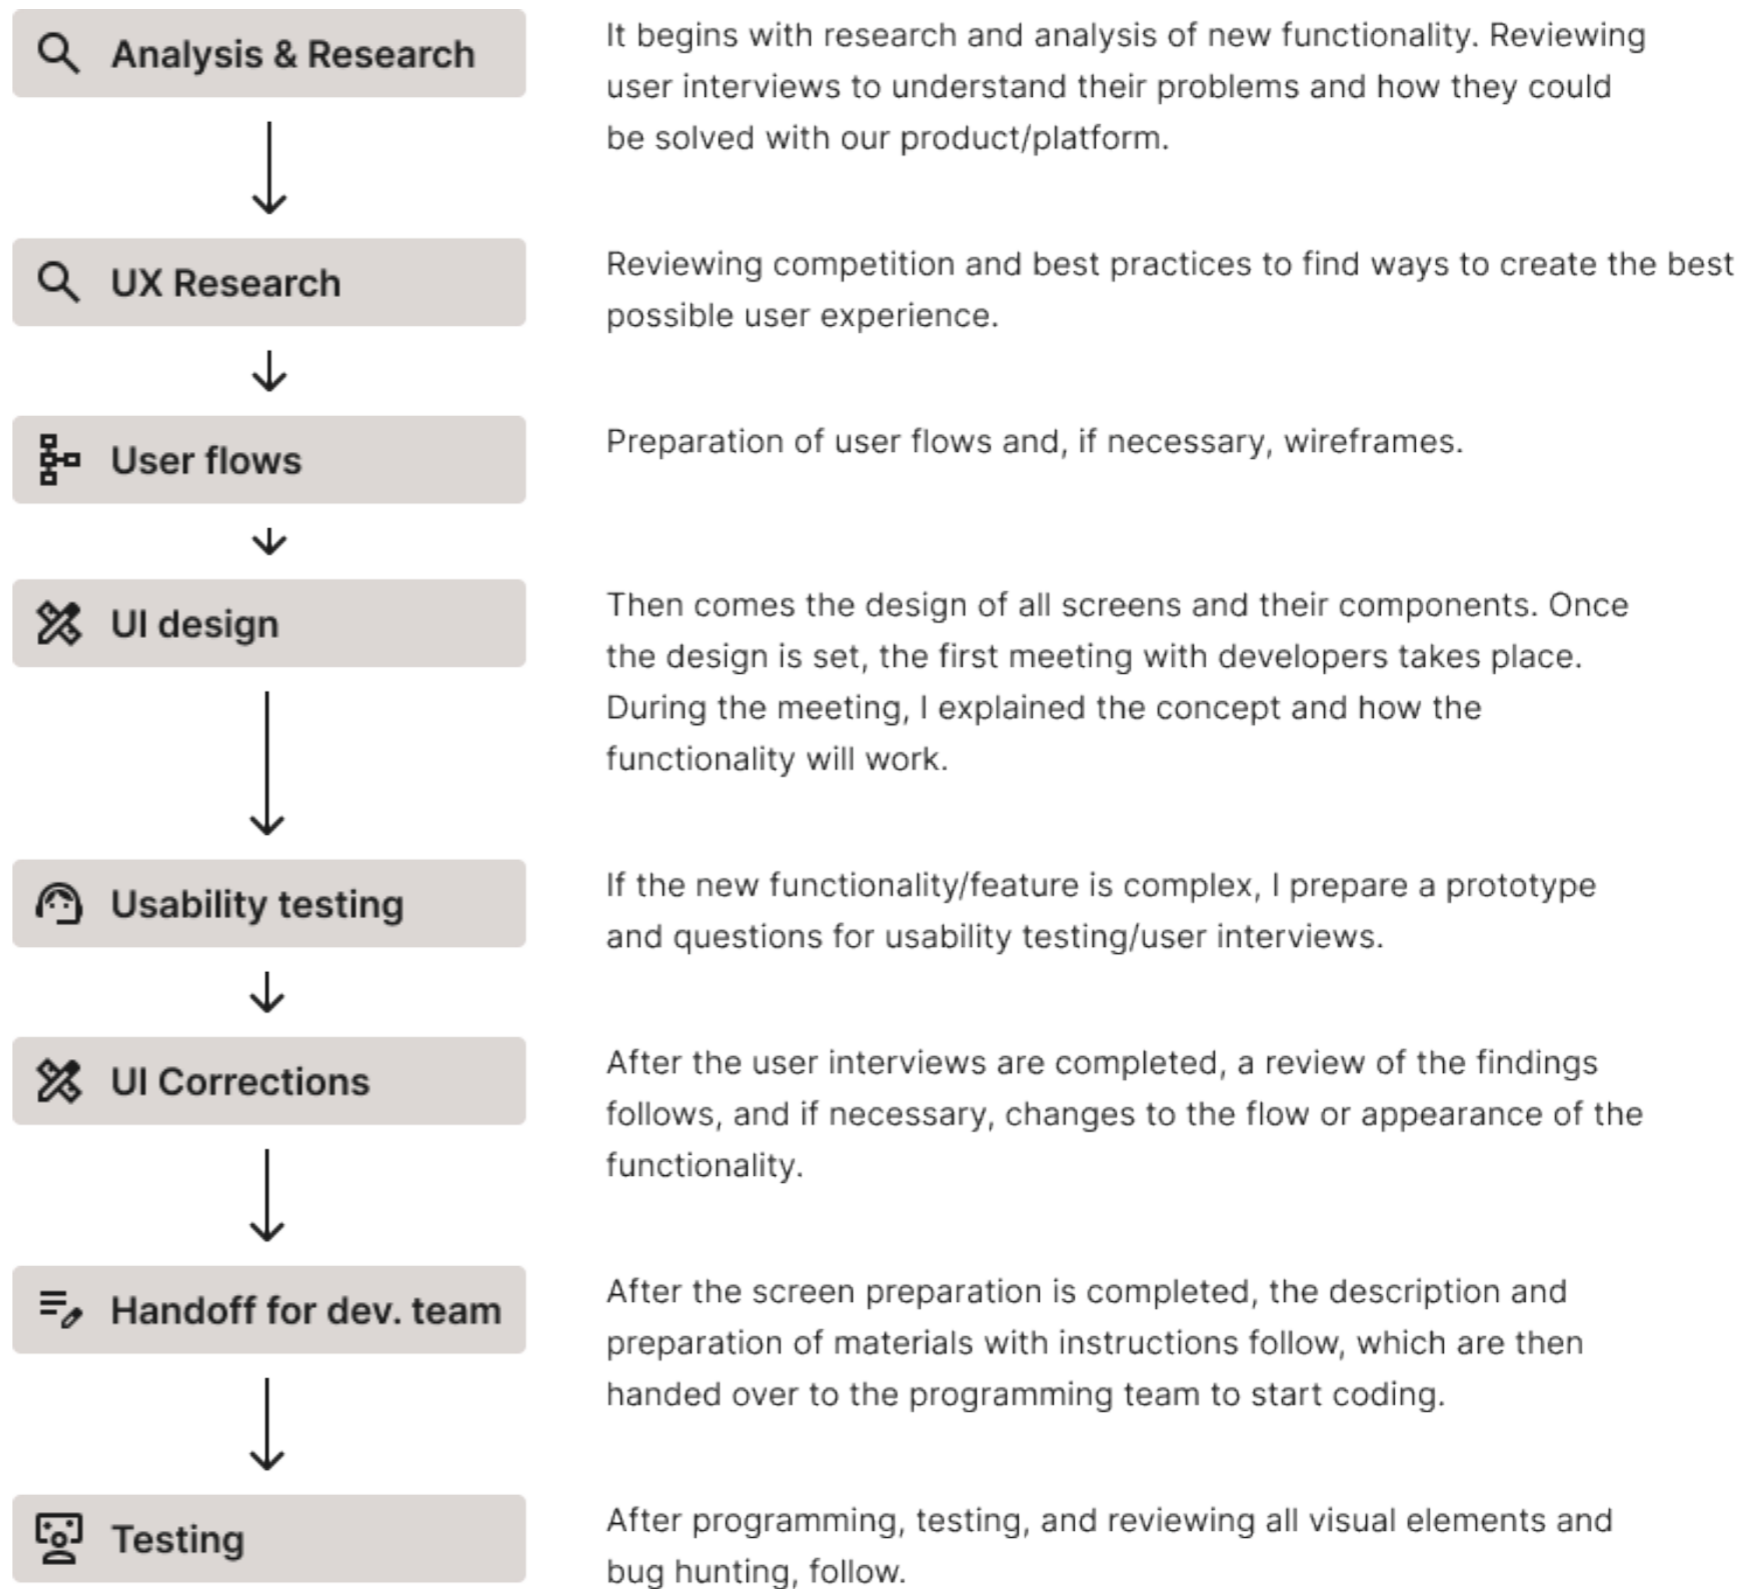 Analysis & Research
It begins with research and analysis of new functionality. Reviewing
user interviews to understand their problems and how they could
be solved with our product/platform.
UX Research
Reviewing competition and best practices to find ways to create the best
possible user experience.
User flows
Preparation of user flows and, if necessary, wireframes.
UI design
Then comes the design of all screens and their components. Once
the design is set, the first meeting with developers takes place.
During the meeting, I explained the concept and how the
functionality will work.
Usability testing
If the new functionality/feature is complex, I prepare a prototype
and questions for usability testing/user interviews.
UI Corrections
After the user interviews are completed, a review of the findings
follows, and if necessary, changes to the flow or appearance of the
functionality.
Handoff for dev. team
After the screen preparation is completed, the description and
preparation of materials with instructions follow, which are then
handed over to the programming team to start coding.
Testing
After programming, testing, and reviewing all visual elements and
bug hunting, follow.